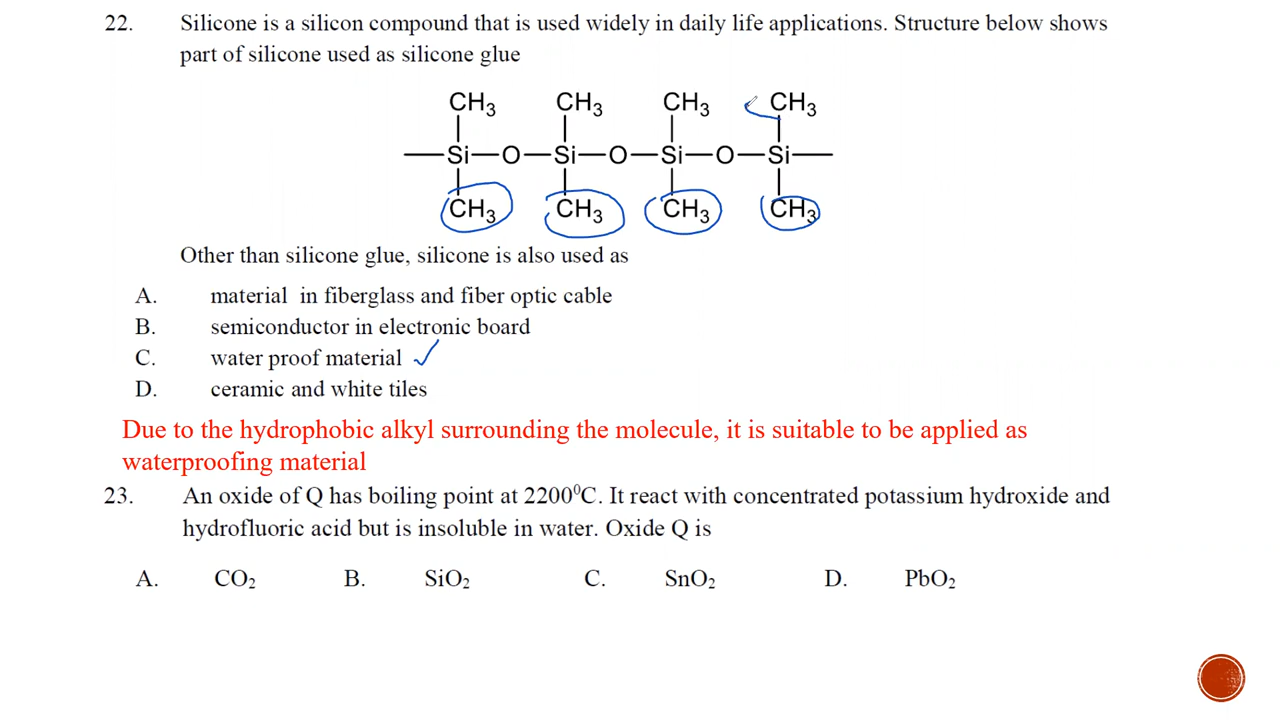 22. Silicone is a silicon compound that is used widely in daily life applications. Structure below shows
part of silicone used as silicone glue
CH₃ CH₃ CH₃ CH₃
Si O Si O Si O Si
CH₃ CH₃ CH₃ CH₃
Other than silicone glue, silicone is also used as
A. material in fiberglass and fiber optic cable
B. semiconductor in electronic board
C. water proof material ✓
D. ceramic and white tiles
Due to the hydrophobic alkyl surrounding the molecule, it is suitable to be applied as
waterproofing material
23. An oxide of Q has boiling point at 2200⁰C. It react with concentrated potassium hydroxide and
hydrofluoric acid but is insoluble in water. Oxide Q is
A. CO₂ B. SiO₂ C. SnO₂ D. PbO₂